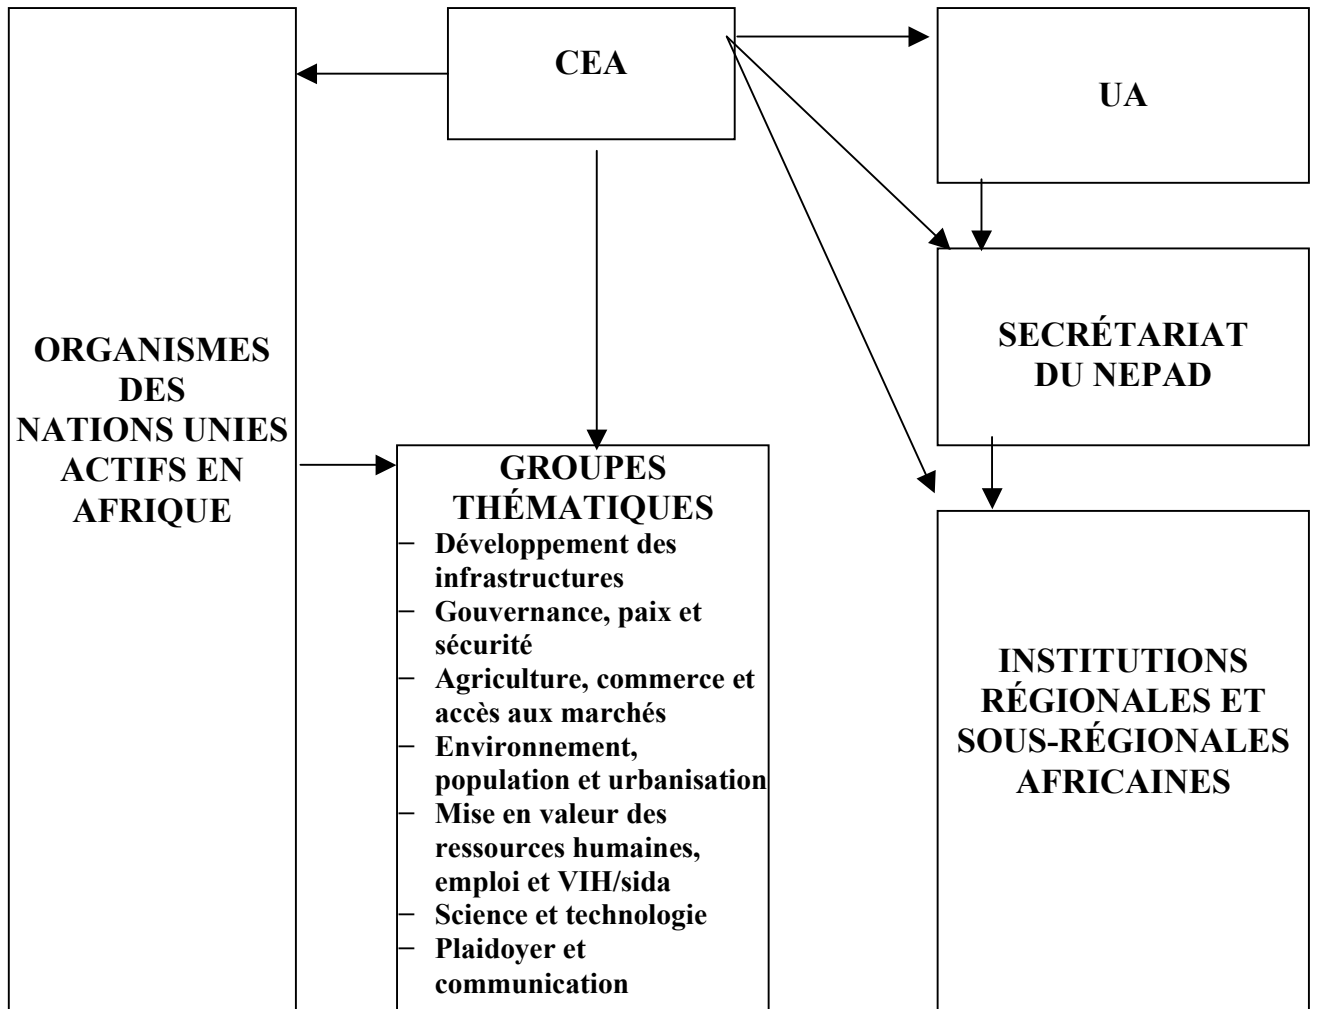 CEA
UA
SECRÉTARIAT
DU NEPAD
ORGANISMES
DES
NATIONS UNIES
ACTIFS EN
AFRIQUE
GROUPES
THÉMATIQUES
– Développement des
infrastructures
– Gouvernance, paix et
sécurité
– Agriculture, commerce et
accès aux marchés
– Environnement,
population et urbanisation
– Mise en valeur des
ressources humaines,
emploi et VIH/sida
– Science et technologie
– Plaidoyer et
communication
INSTITUTIONS
RÉGIONALES ET
SOUS-RÉGIONALES
AFRICAINES